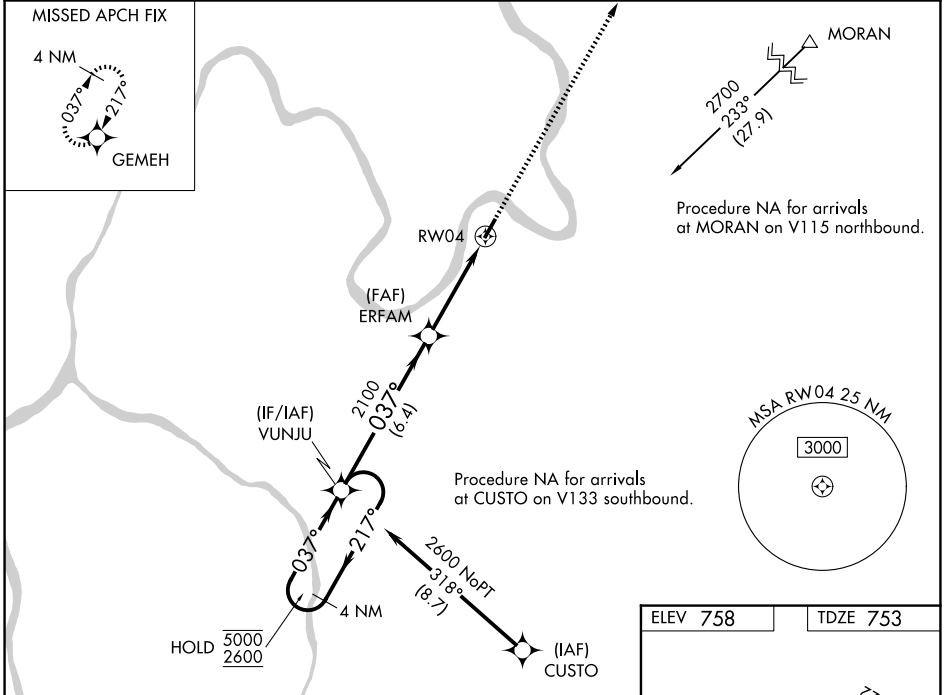 MISSED APCH FIX
4 NM
037°
217°
GEMEH
MORAN
2700
233°
(27.9)
Procedure NA for arrivals
at MORAN on V115 northbound.
RW04
(FAF)
ERFAM
2100
037°
(6.4)
(IF/IAF)
VUNJU
MSA RW04 25 NM
3000
Procedure NA for arrivals
at CUSTO on V133 southbound.
037°
217°
2600 NoPT
318°
(8.7)
4 NM
HOLD
5000
2600
(IAF)
CUSTO
ELEV 758
TDZE 753